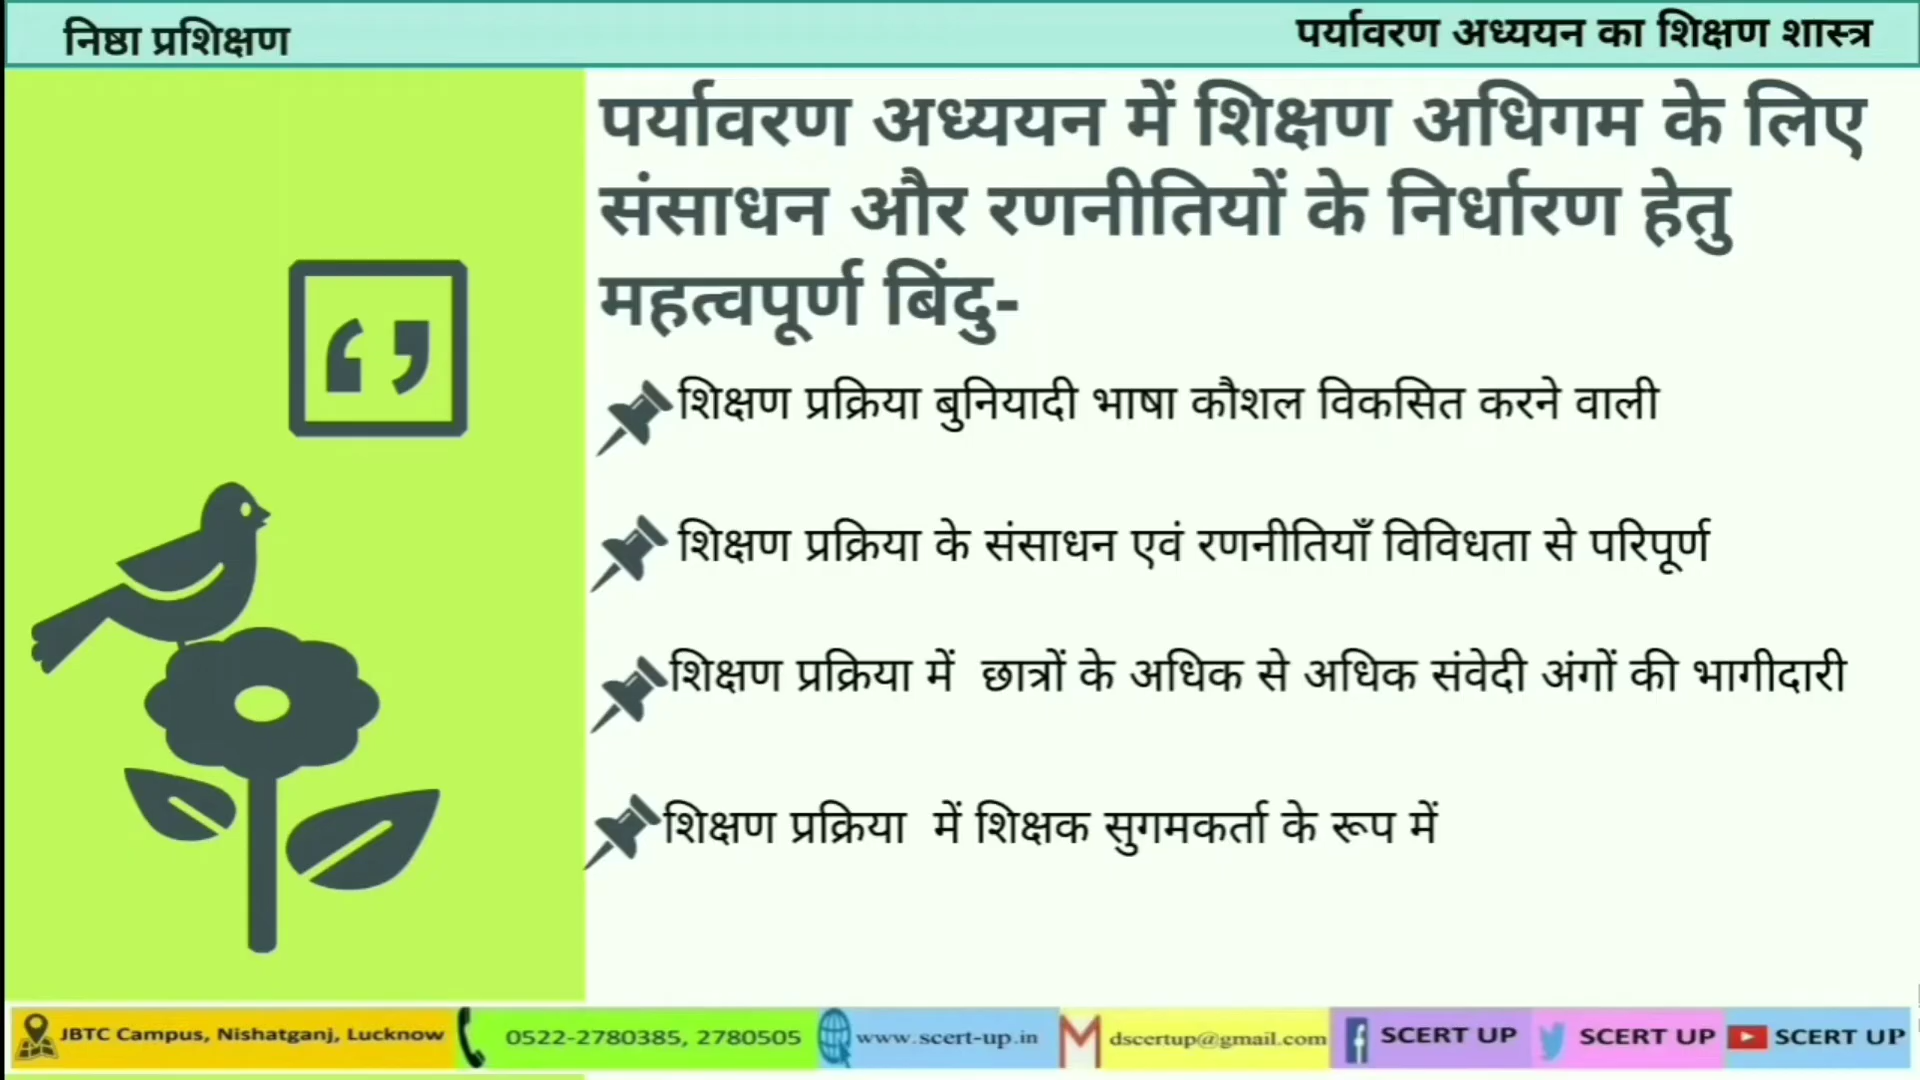 निष्ठा प्रशिक्षण
पर्यावरण अध्ययन का शिक्षण शास्त्र
पर्यावरण अध्ययन में शिक्षण अधिगम के लिए
संसाधन और रणनीतियों के निर्धारण हेतु
महत्वपूर्ण बिंदु-
शिक्षण प्रक्रिया बुनियादी भाषा कौशल विकसित करने वाली
शिक्षण प्रक्रिया के संसाधन एवं रणनीतियाँ विविधता से परिपूर्ण
शिक्षण प्रक्रिया में छात्रों के अधिक से अधिक संवेदी अंगों की भागीदारी
शिक्षण प्रक्रिया में शिक्षक सुगमकर्ता के रूप में
JBTC Campus, Nishatganj, Lucknow
0522-2780385, 2780505
www.scert-up.in
dscertup@gmail.com
SCERT UP
SCERT UP
SCERT UP